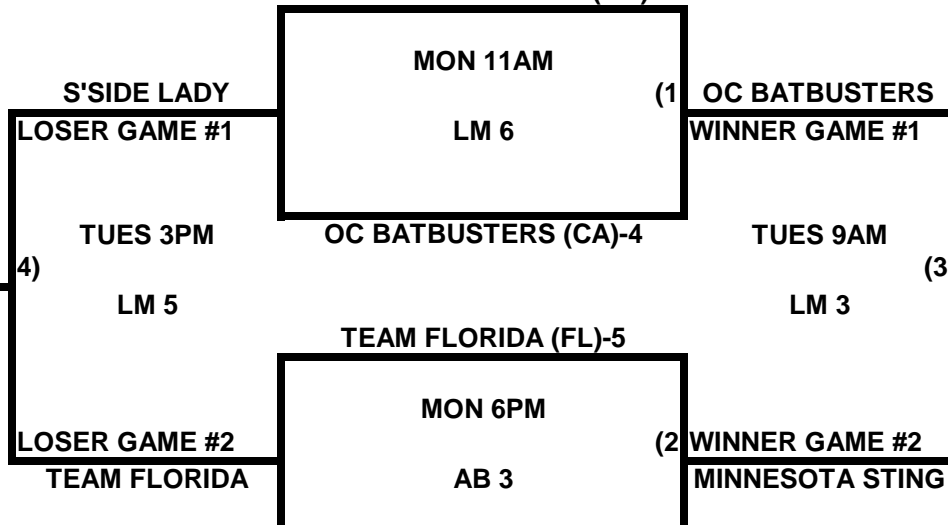 MON 11AM
S'SIDE LADY
(1
OC BATBUSTERS
LOSER GAME #1
LM 6
WINNER GAME #1
TUES 3PM
OC BATBUSTERS (CA)-4
TUES 9AM
4)
(3
LM 5
LM 3
TEAM FLORIDA (FL)-5
MON 6PM
LOSER GAME #2
(2
WINNER GAME #2
TEAM FLORIDA
AB 3
MINNESOTA STING